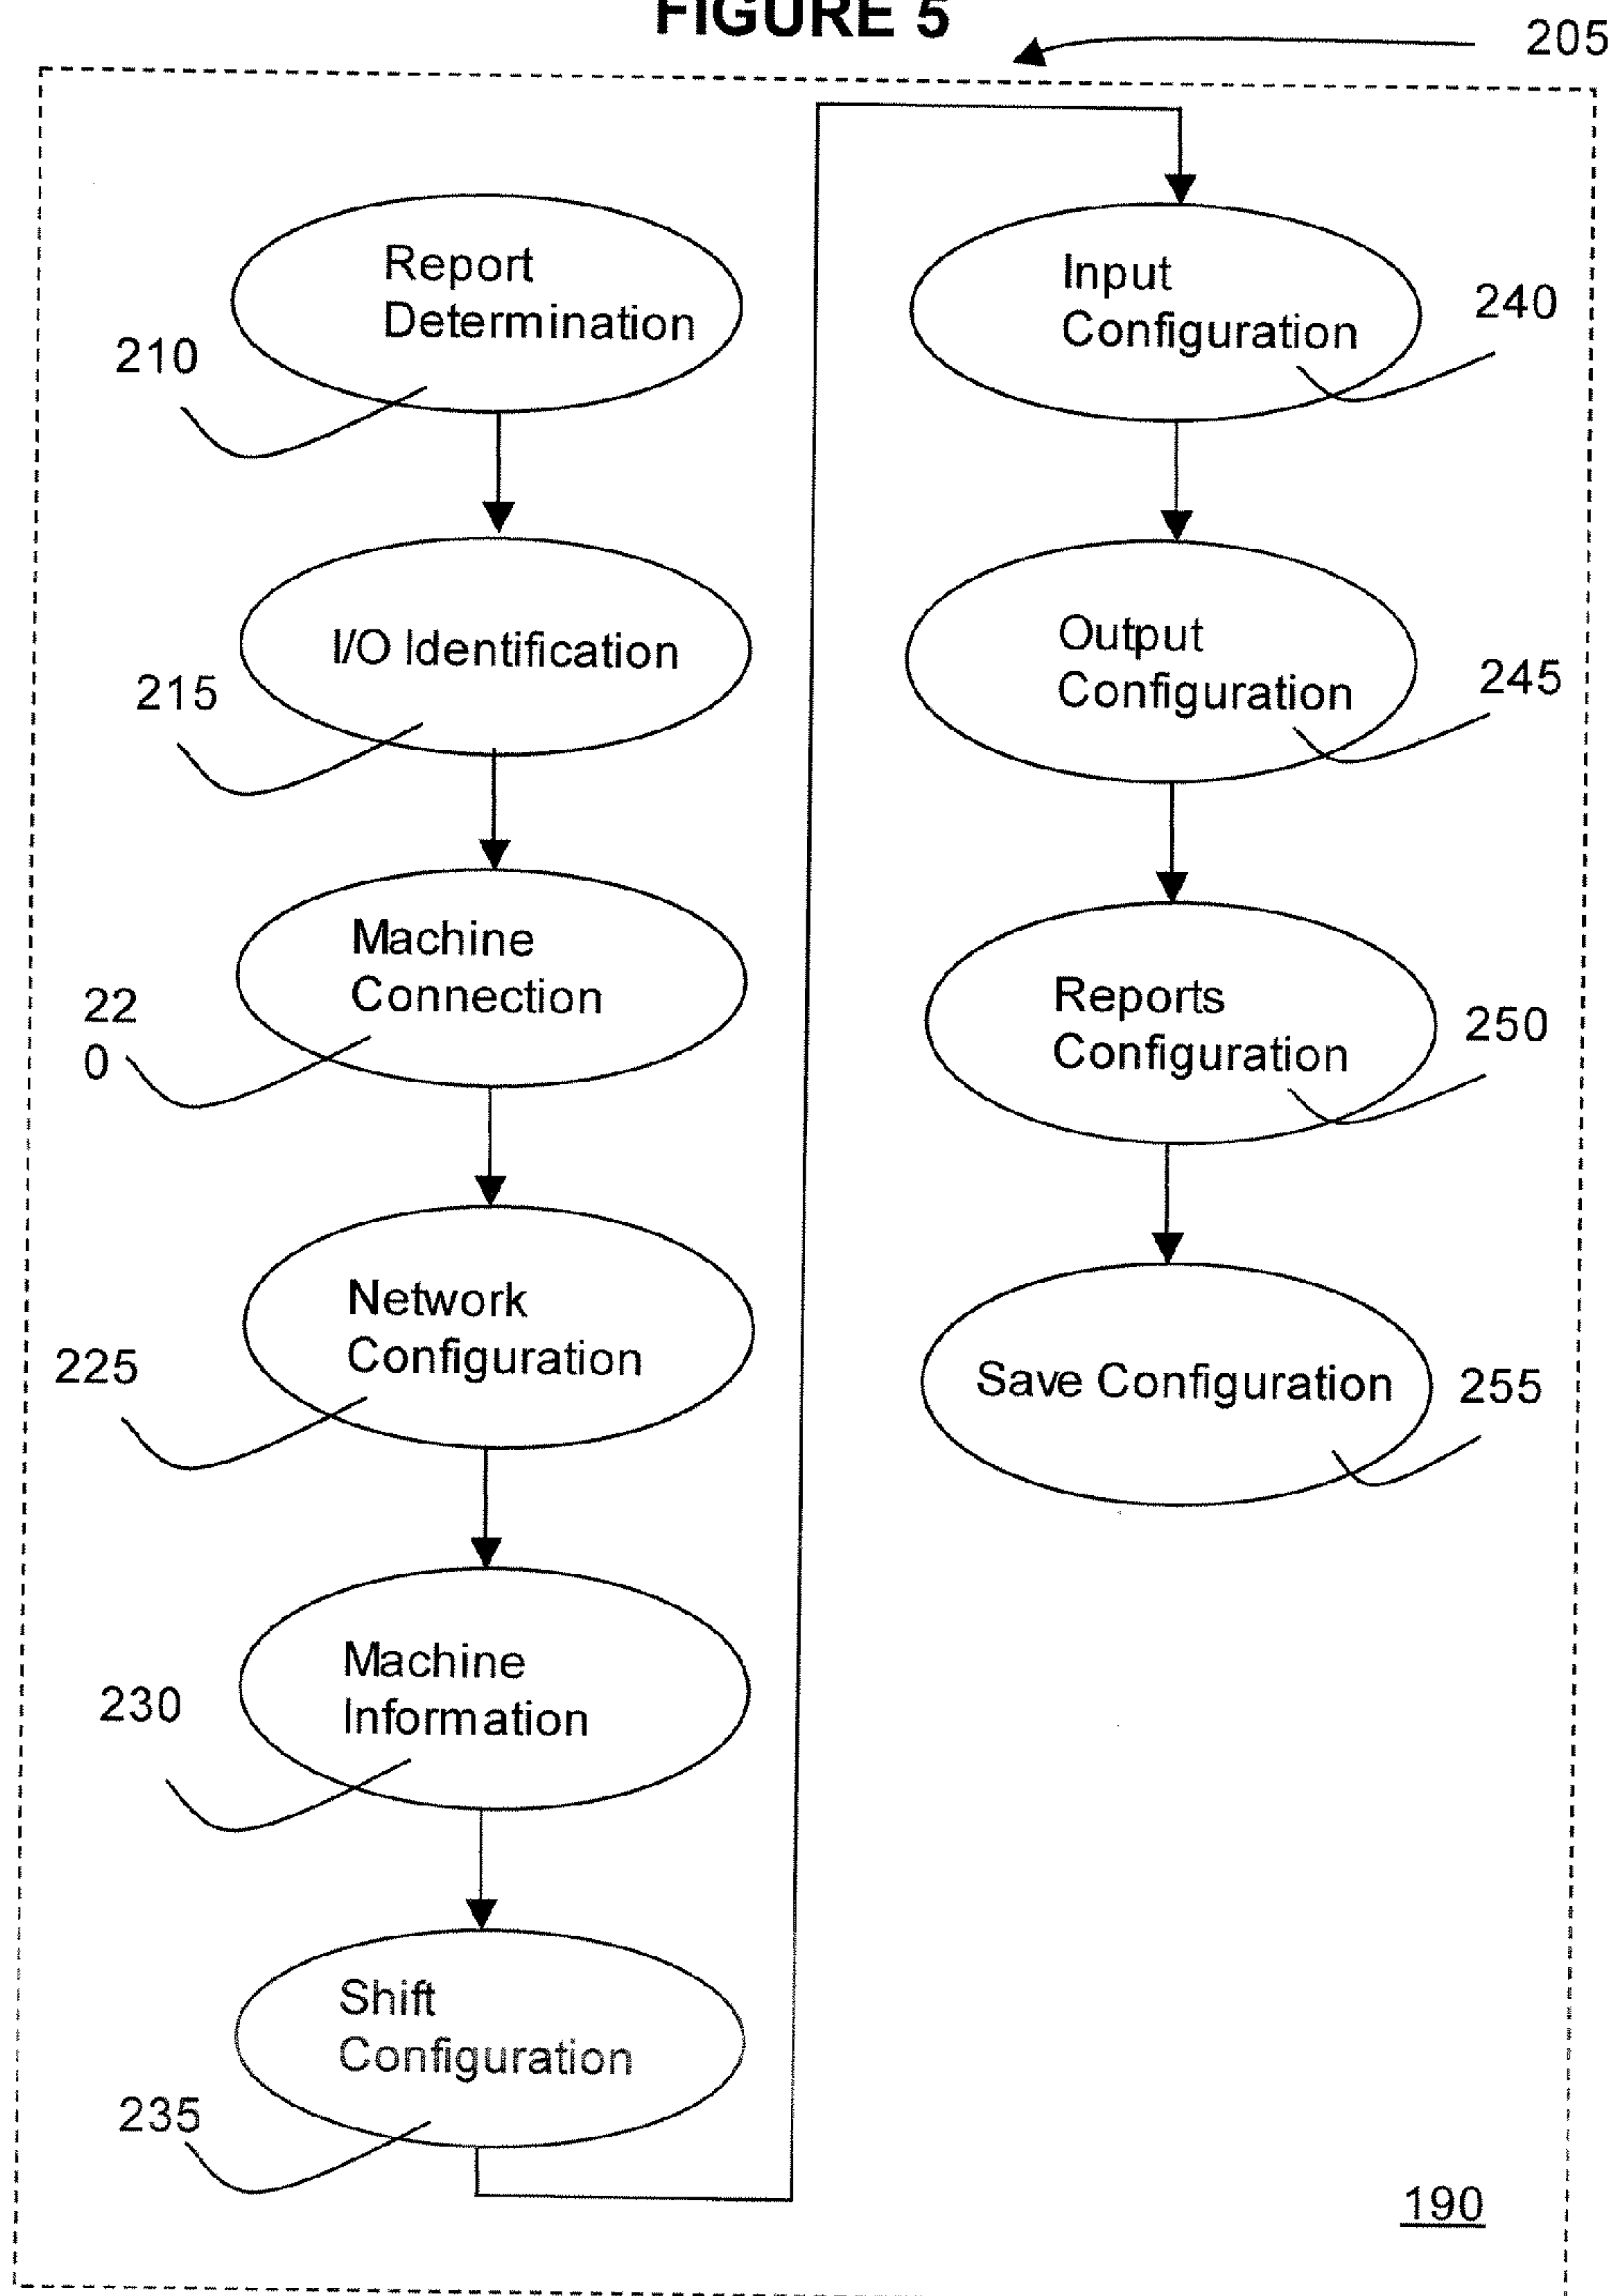 FIGURE 5
205
Report
Determination
210
I/O Identification
215
Machine
Connection
22
0
Network
Configuration
225
Machine
Information
230
Shift
Configuration
235
Input
Configuration
240
Output
Configuration
245
Reports
Configuration
250
Save Configuration
255
190